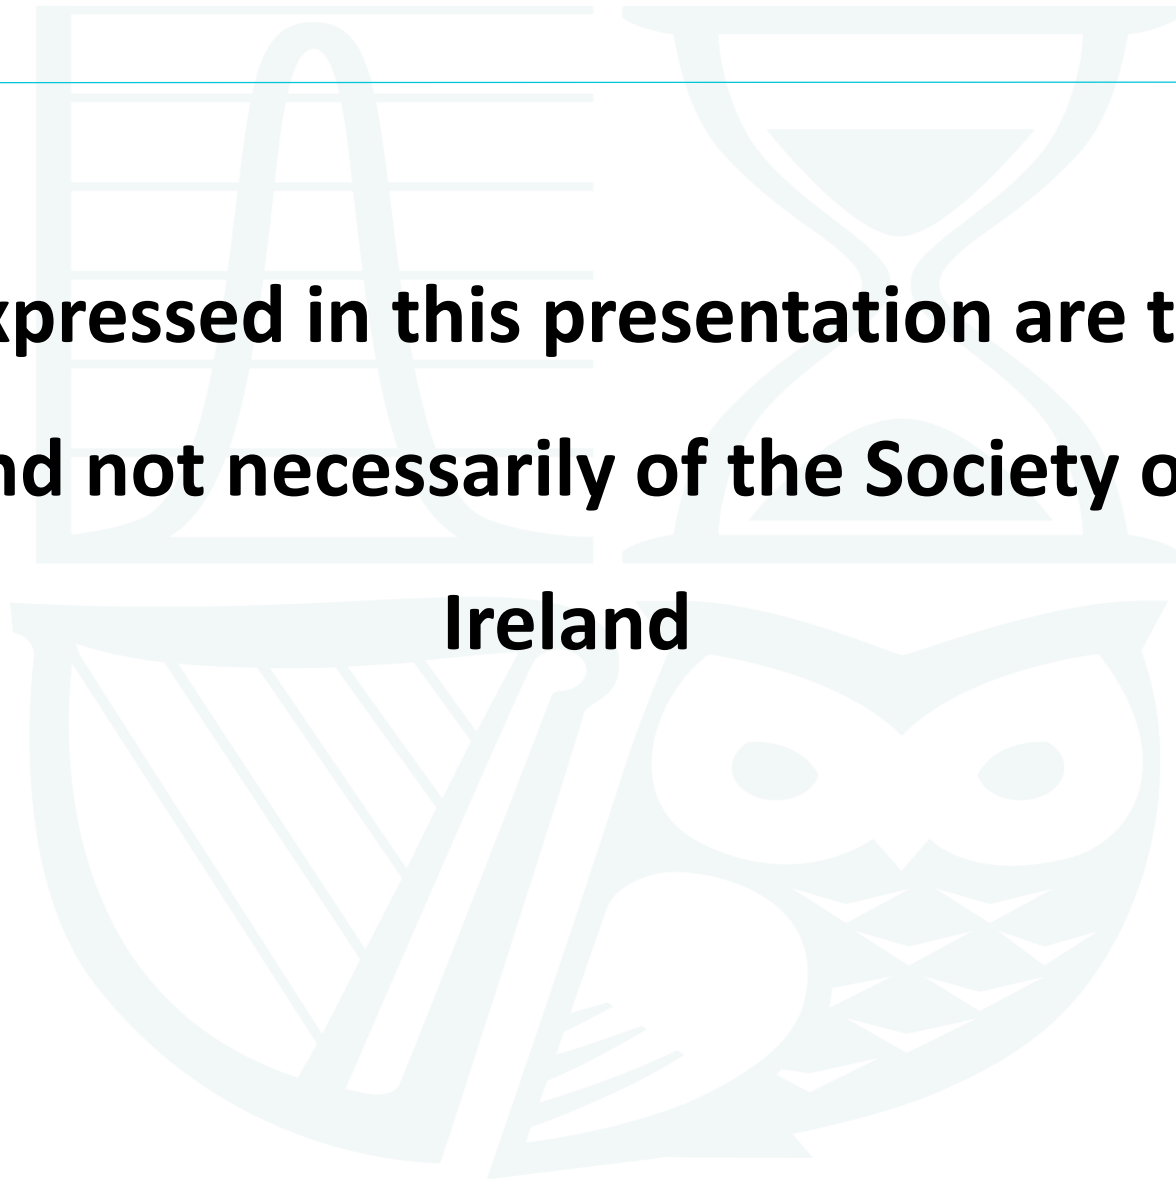 xpressed in this presentation are t
nd not necessarily of the Society o
Ireland